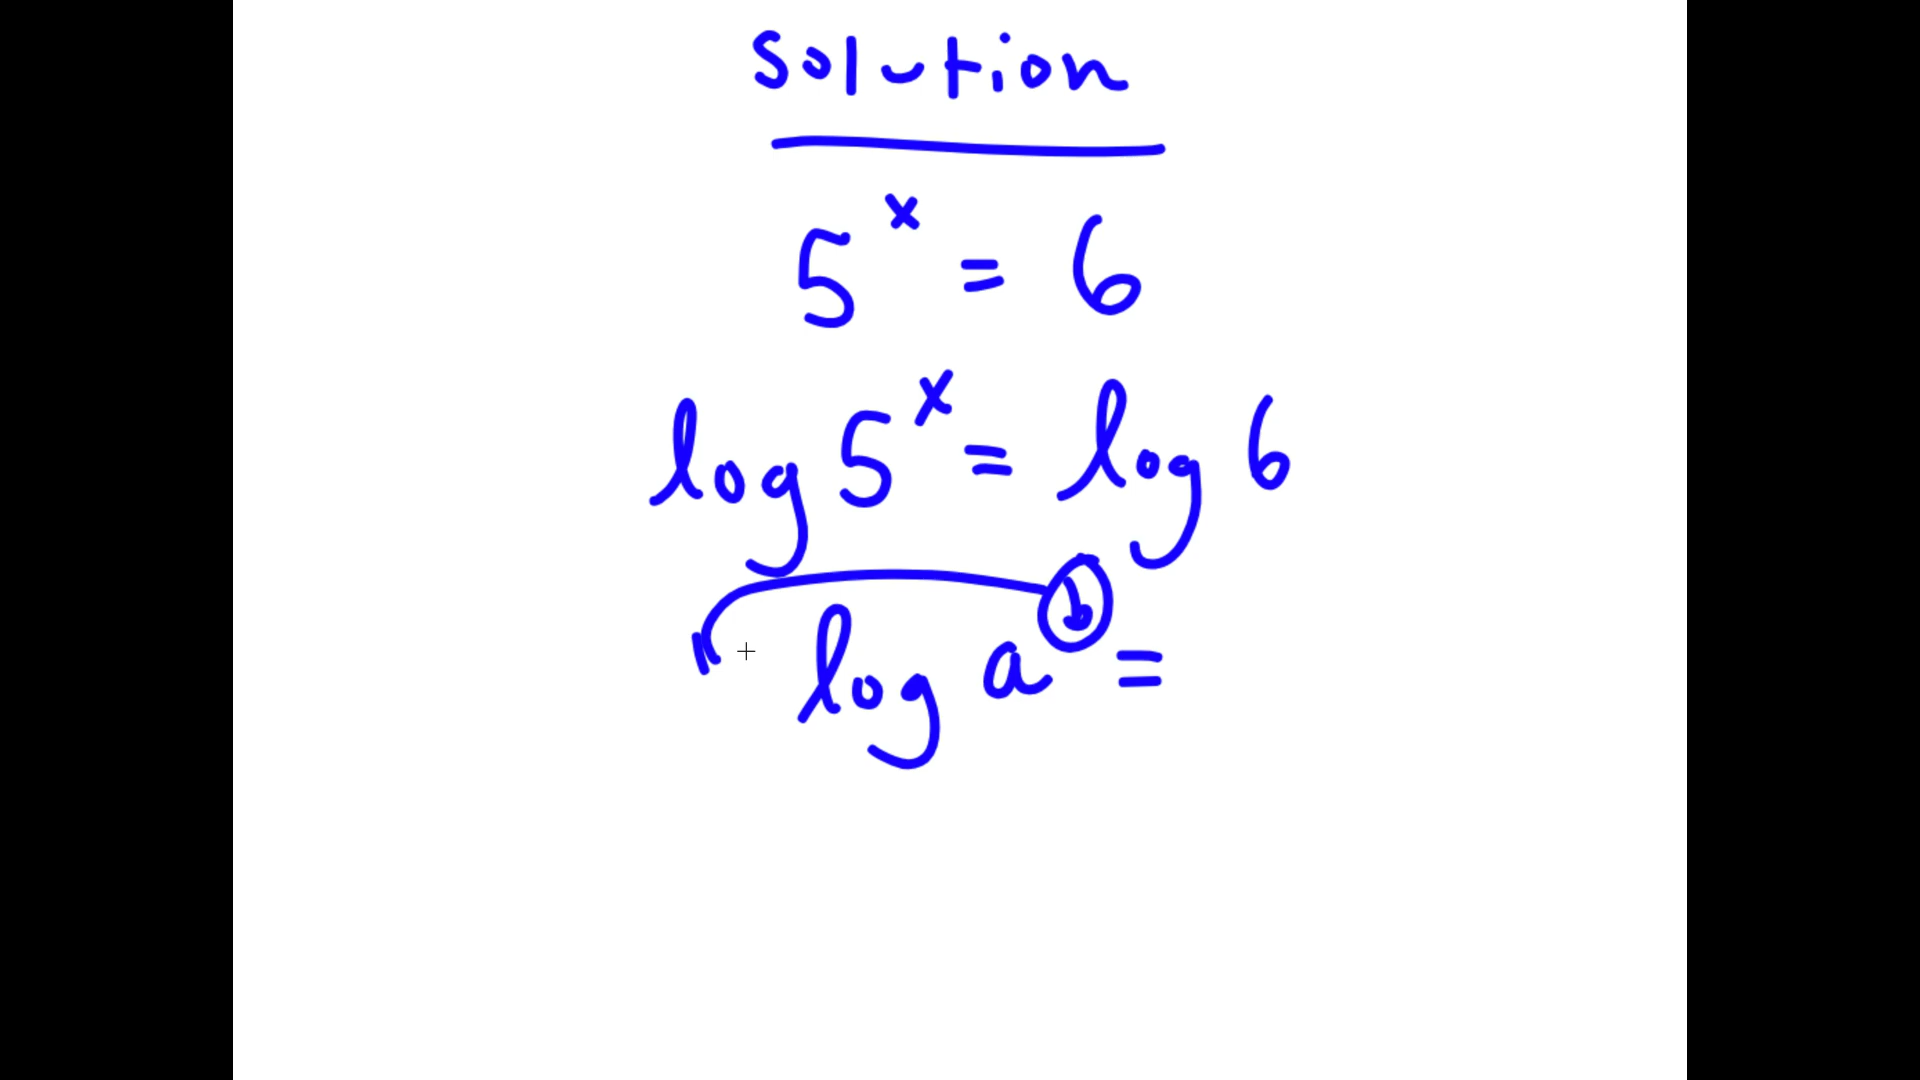 solution
5^x = 6
log 5^x = log 6
log a^b =